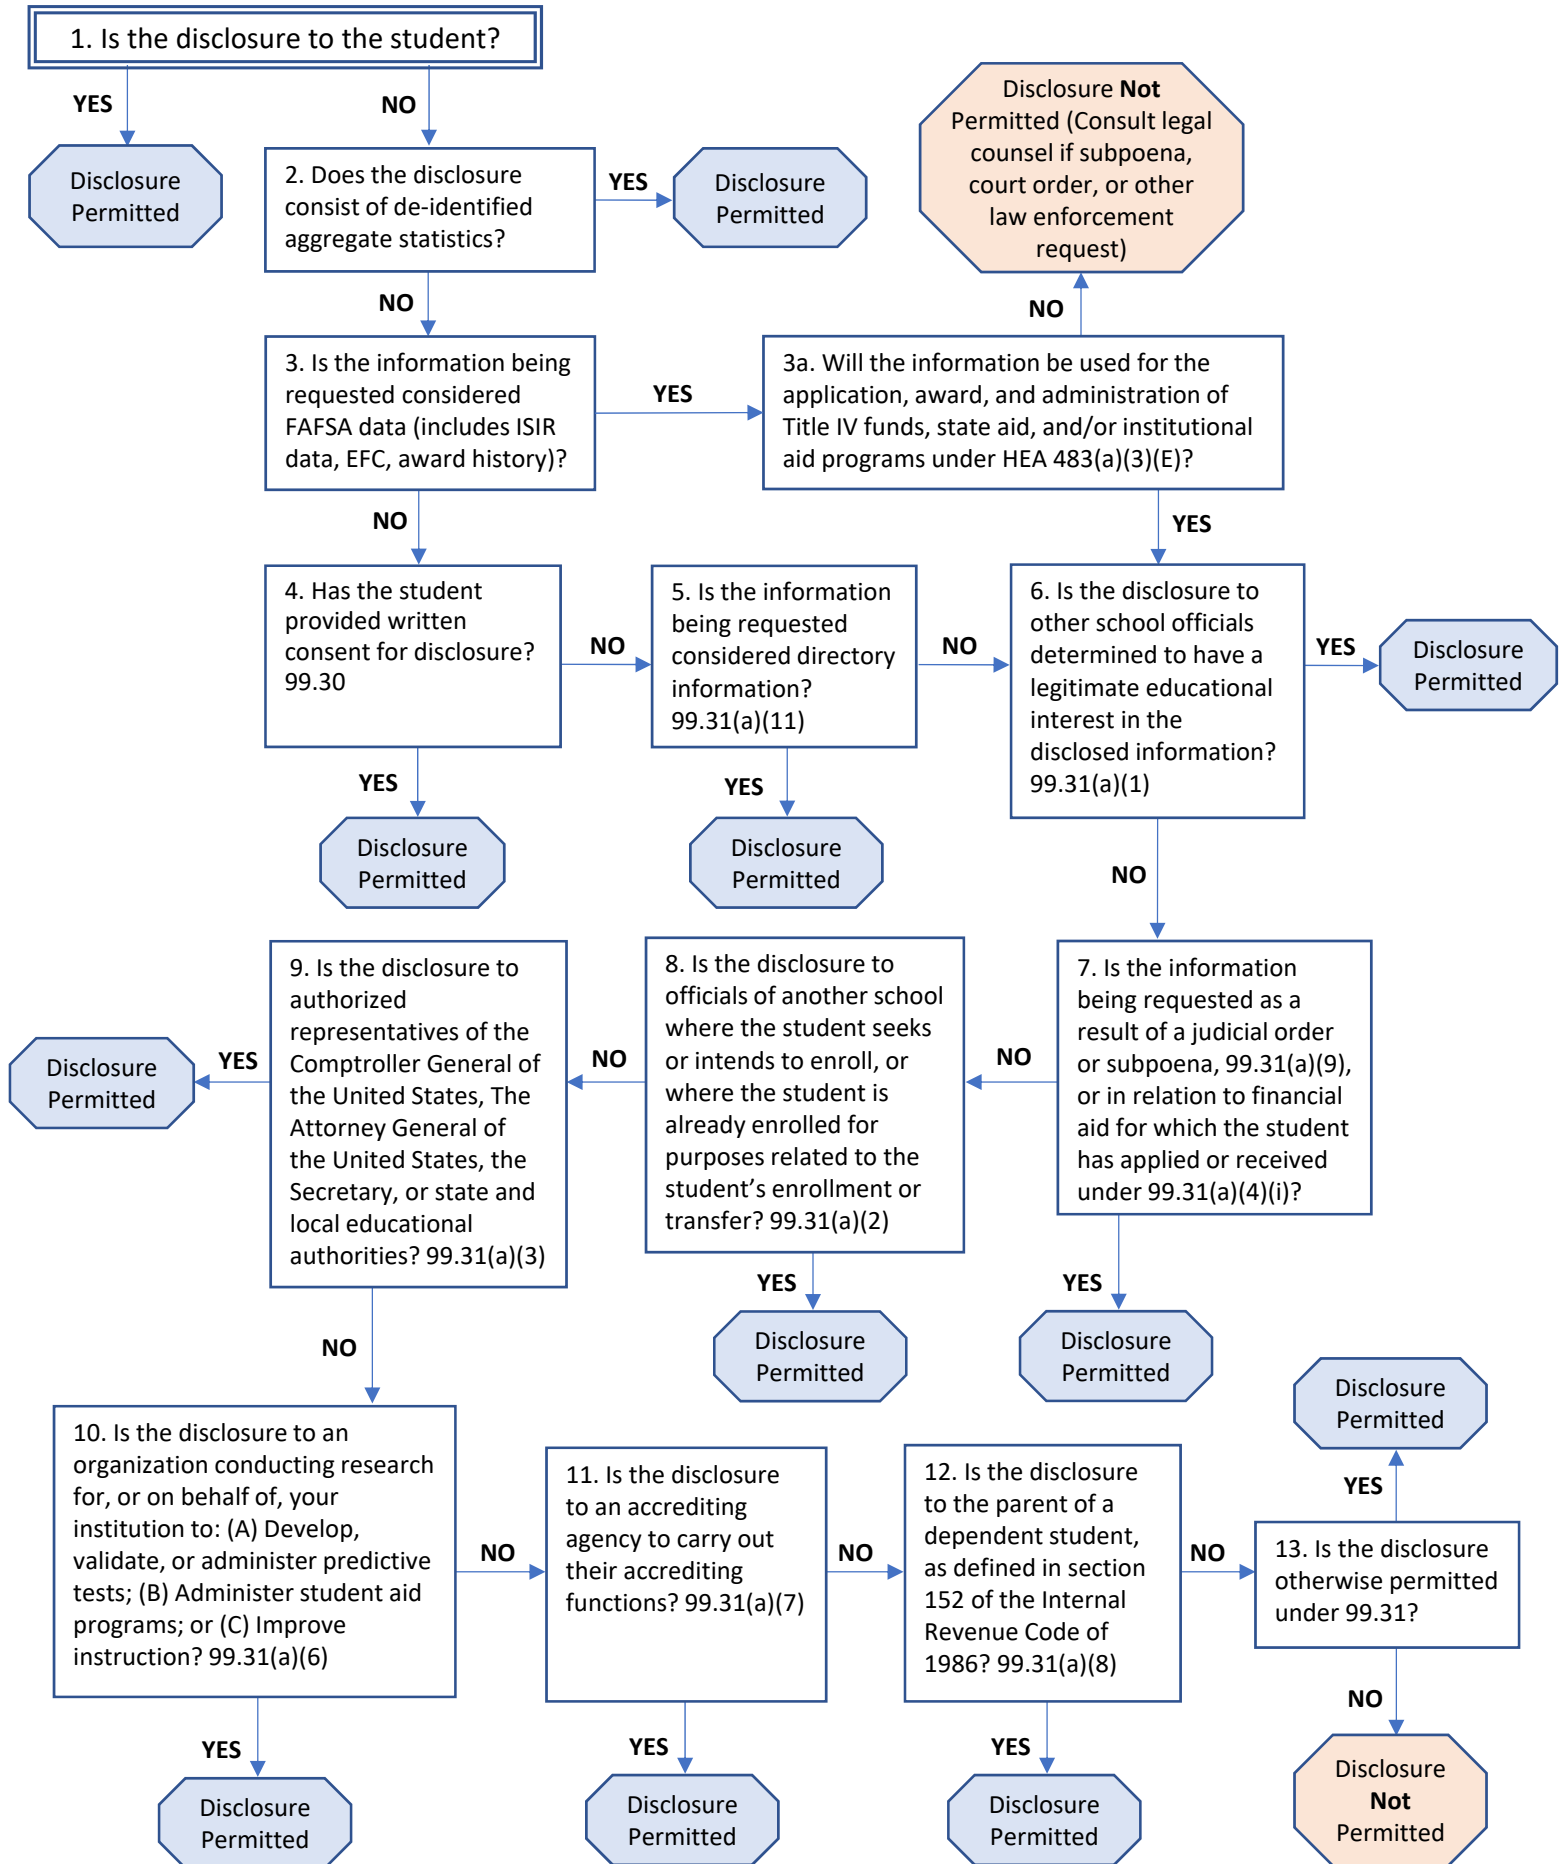 1. Is the disclosure to the student?
YES
NO
Disclosure
Permitted
2. Does the disclosure
consist of de-identified
aggregate statistics?
YES
Disclosure
Permitted
Disclosure Not
Permitted (Consult legal
counsel if subpoena,
court order, or other
law enforcement
request)
NO
NO
3. Is the information being
requested considered
FAFSA data (includes ISIR
data, EFC, award history)?
YES
3a. Will the information be used for the
application, award, and administration of
Title IV funds, state aid, and/or institutional
aid programs under HEA 483(a)(3)(E)?
NO
YES
4. Has the student
provided written
consent for disclosure?
99.30
NO
5. Is the information
being requested
considered directory
information?
99.31(a)(11)
NO
6. Is the disclosure to
other school officials
determined to have a
legitimate educational
interest in the
disclosed information?
99.31(a)(1)
YES
Disclosure
Permitted
YES
Disclosure
Permitted
YES
Disclosure
Permitted
NO
7. Is the information
being requested as a
result of a judicial order
or subpoena, 99.31(a)(9),
or in relation to financial
aid for which the student
has applied or received
under 99.31(a)(4)(i)?
NO
8. Is the disclosure to
officials of another school
where the student seeks
or intends to enroll, or
where the student is
already enrolled for
purposes related to the
student’s enrollment or
transfer? 99.31(a)(2)
NO
9. Is the disclosure to
authorized
representatives of the
Comptroller General of
the United States, The
Attorney General of
the United States, the
Secretary, or state and
local educational
authorities? 99.31(a)(3)
YES
Disclosure
Permitted
YES
Disclosure
Permitted
YES
Disclosure
Permitted
NO
10. Is the disclosure to an
organization conducting research
for, or on behalf of, your
institution to: (A) Develop,
validate, or administer predictive
tests; (B) Administer student aid
programs; or (C) Improve
instruction? 99.31(a)(6)
NO
11. Is the disclosure
to an accrediting
agency to carry out
their accrediting
functions? 99.31(a)(7)
NO
12. Is the disclosure
to the parent of a
dependent student,
as defined in section
152 of the Internal
Revenue Code of
1986? 99.31(a)(8)
NO
13. Is the disclosure
otherwise permitted
under 99.31?
YES
Disclosure
Permitted
YES
Disclosure
Permitted
YES
Disclosure
Permitted
YES
Disclosure
Permitted
NO
Disclosure
Not
Permitted